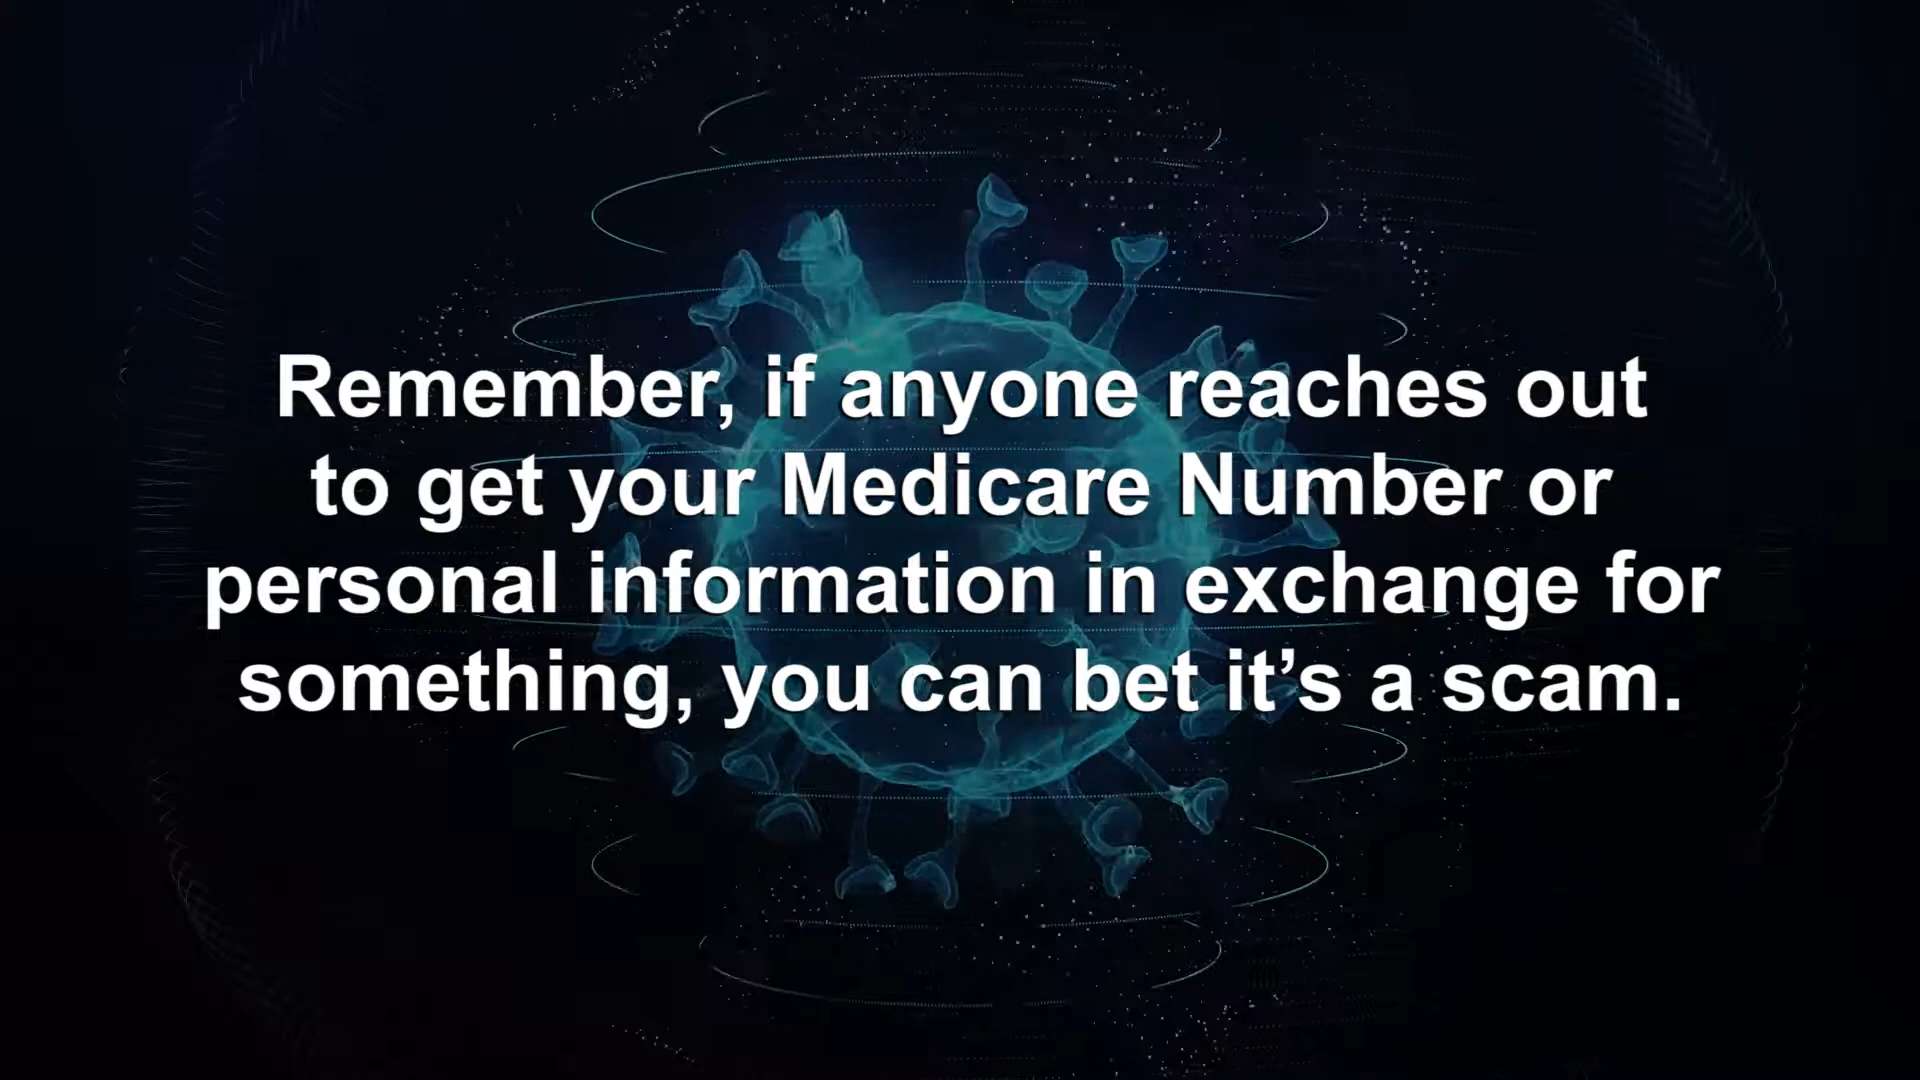 Remember, if anyone reaches out
to get your Medicare Number or
personal information in exchange for
something, you can bet it’s a scam.